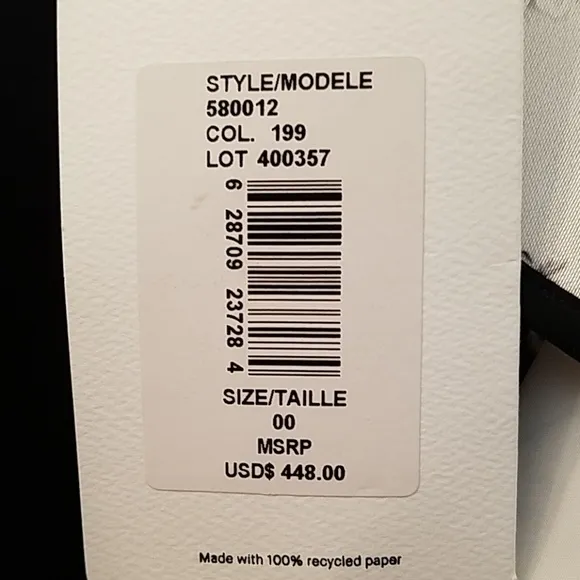 STYLE/MODELE
580012
COL. 199
LOT 400357
6 28709 23728 4
SIZE/TAILLE
00
MSRP
USD$ 448.00
Made with 100% recycled paper